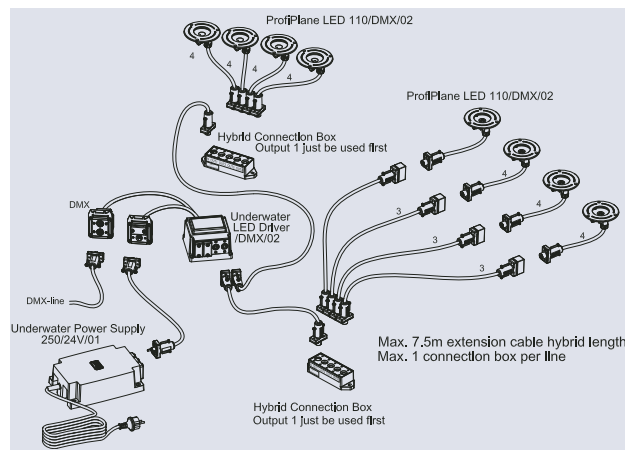 ProfiPlane LED 110/DMX/02
4
4
4
4
ProfiPlane LED 110/DMX/02
Hybrid Connection Box
Output 1 just be used first
4
4
4
4
3
3
3
3
DMX
Underwater
LED Driver
/DMX/02
DMX-line
Underwater Power Supply
250/24V/01
Max. 7.5m extension cable hybrid length
Max. 1 connection box per line
Hybrid Connection Box
Output 1 just be used first